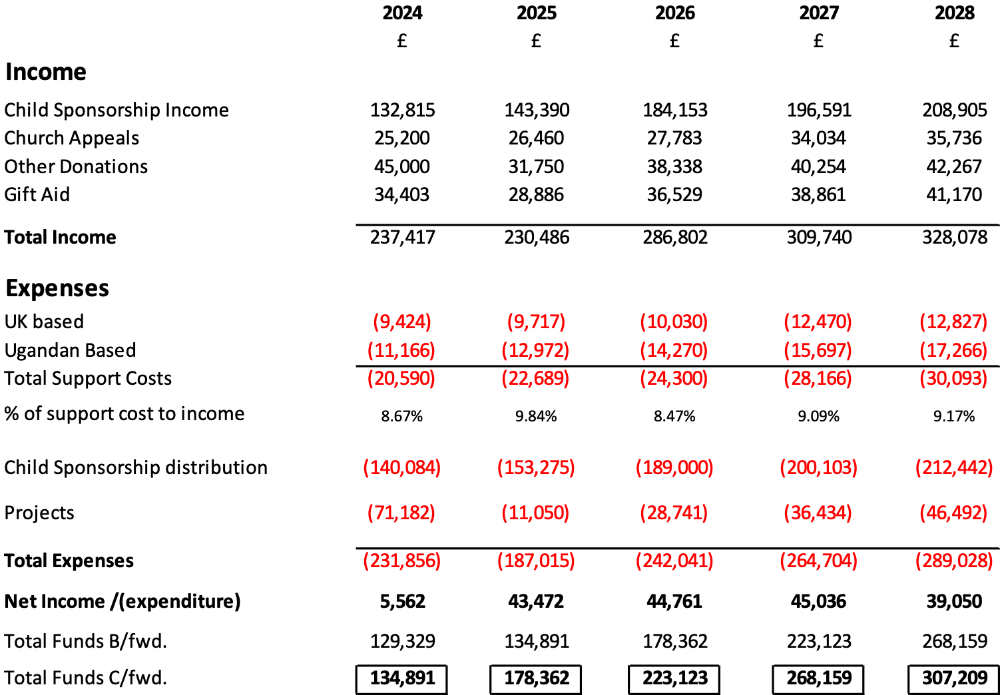 2024 2025 2026 2027 2028
£ £ £ £ £
Income
Child Sponsorship Income 132,815 143,390 184,153 196,591 208,905
Church Appeals 25,200 26,460 27,783 34,034 35,736
Other Donations 45,000 31,750 38,338 40,254 42,267
Gift Aid 34,403 28,886 36,529 38,861 41,170
Total Income 237,417 230,486 286,802 309,740 328,078
Expenses
UK based (9,424) (9,717) (10,030) (12,470) (12,827)
Ugandan Based (11,166) (12,972) (14,270) (15,697) (17,266)
Total Support Costs (20,590) (22,689) (24,300) (28,166) (30,093)
% of support cost to income 8.67% 9.84% 8.47% 9.09% 9.17%
Child Sponsorship distribution (140,084) (153,275) (189,000) (200,103) (212,442)
Projects (71,182) (11,050) (28,741) (36,434) (46,492)
Total Expenses (231,856) (187,015) (242,041) (264,704) (289,028)
Net Income /(expenditure) 5,562 43,472 44,761 45,036 39,050
Total Funds B/fwd. 129,329 134,891 178,362 223,123 268,159
Total Funds C/fwd. 134,891 178,362 223,123 268,159 307,209